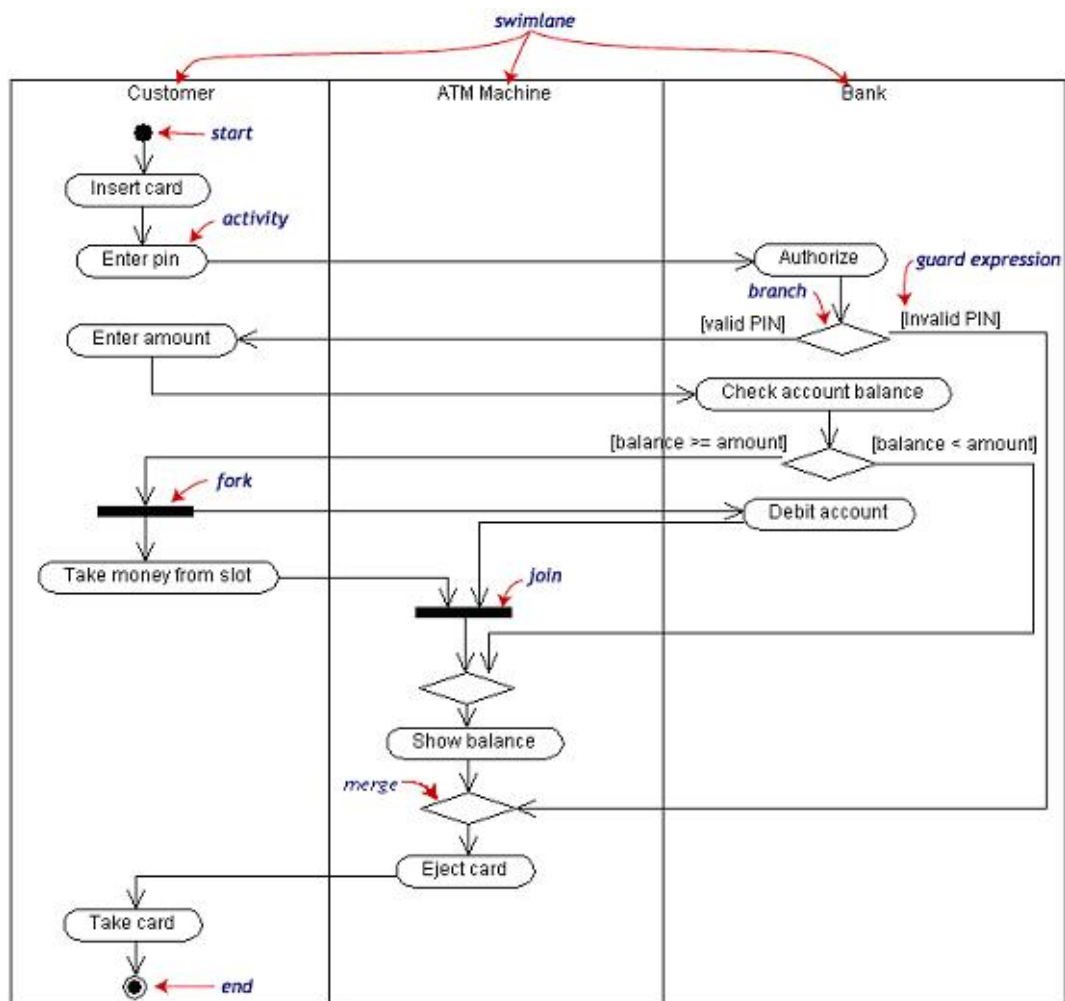 swimlane
Customer
ATM Machine
Bank
start
Insert card
activity
Enter pin
Authorize
guard expression
branch
[valid PIN]
[Invalid PIN]
Enter amount
Check account balance
[balance >= amount]
[balance < amount]
fork
Debit account
Take money from slot
join
Show balance
merge
Eject card
Take card
end